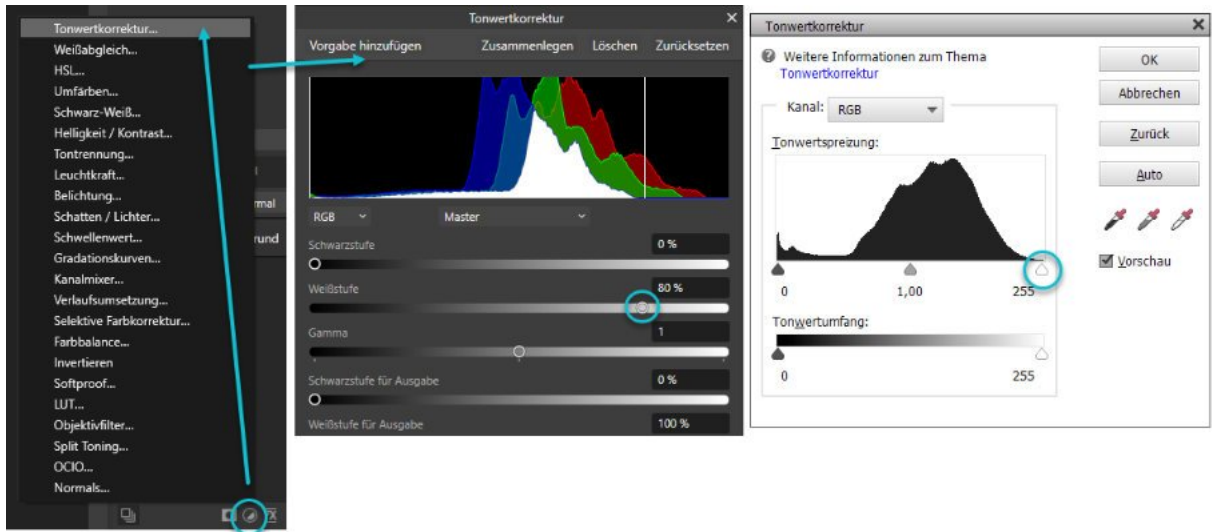 Tonwertkorrektur...
Weißabgleich...
HSL...
Umfärben...
Schwarz-Weiß...
Helligkeit / Kontrast...
Tontrennung...
Leuchtkraft...
Belichtung...
Schatten / Lichter...
Schwellenwert...
Gradationskurven...
Kanalmixer...
Verlaufsumsetzung...
Selektive Farbkorrektur...
Farbbalance...
Invertieren
Softproof...
LUT...
Objektivfilter...
Split Toning...
OCIO...
Normals...
mal
rund
Tonwertkorrektur
Vorgabe hinzufügen Zusammenlegen Löschen Zurücksetzen
RGB Master
Schwarzstufe 0 %
Weißstufe 80 %
Gamma 1
Schwarzstufe für Ausgabe 0 %
Weißstufe für Ausgabe 100 %
Tonwertkorrektur
Weitere Informationen zum Thema
Tonwertkorrektur
Kanal: RGB
Tonwertspreizung:
0 1,00 255
Tonwertumfang:
0 255
OK
Abbrechen
Zurück
Auto
Vorschau